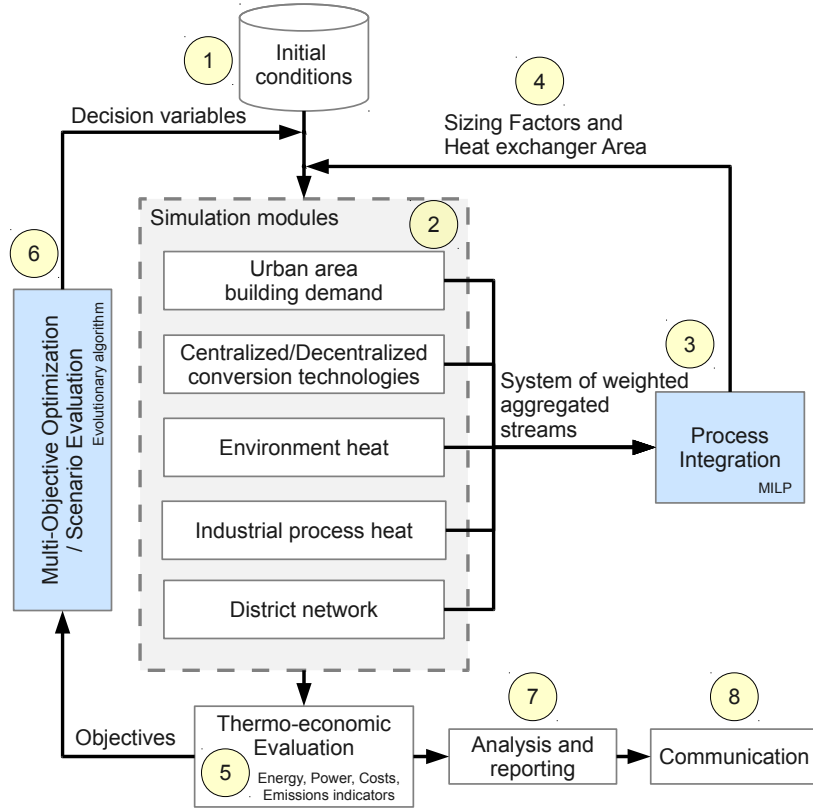 1
Initial
conditions
4
Decision variables
Sizing Factors and
Heat exchanger Area
Simulation modules
2
6
Urban area
building demand
3
Centralized/Decentralized
conversion technologies
System of weighted
aggregated
streams
Environment heat
Process
Integration
MILP
Multi-Objective Optimization
/ Scenario Evaluation
Evolutionary algorithm
Industrial process heat
District network
7
8
Objectives
Thermo-economic
Evaluation
5
Energy, Power, Costs,
Emissions indicators
Analysis and
reporting
Communication